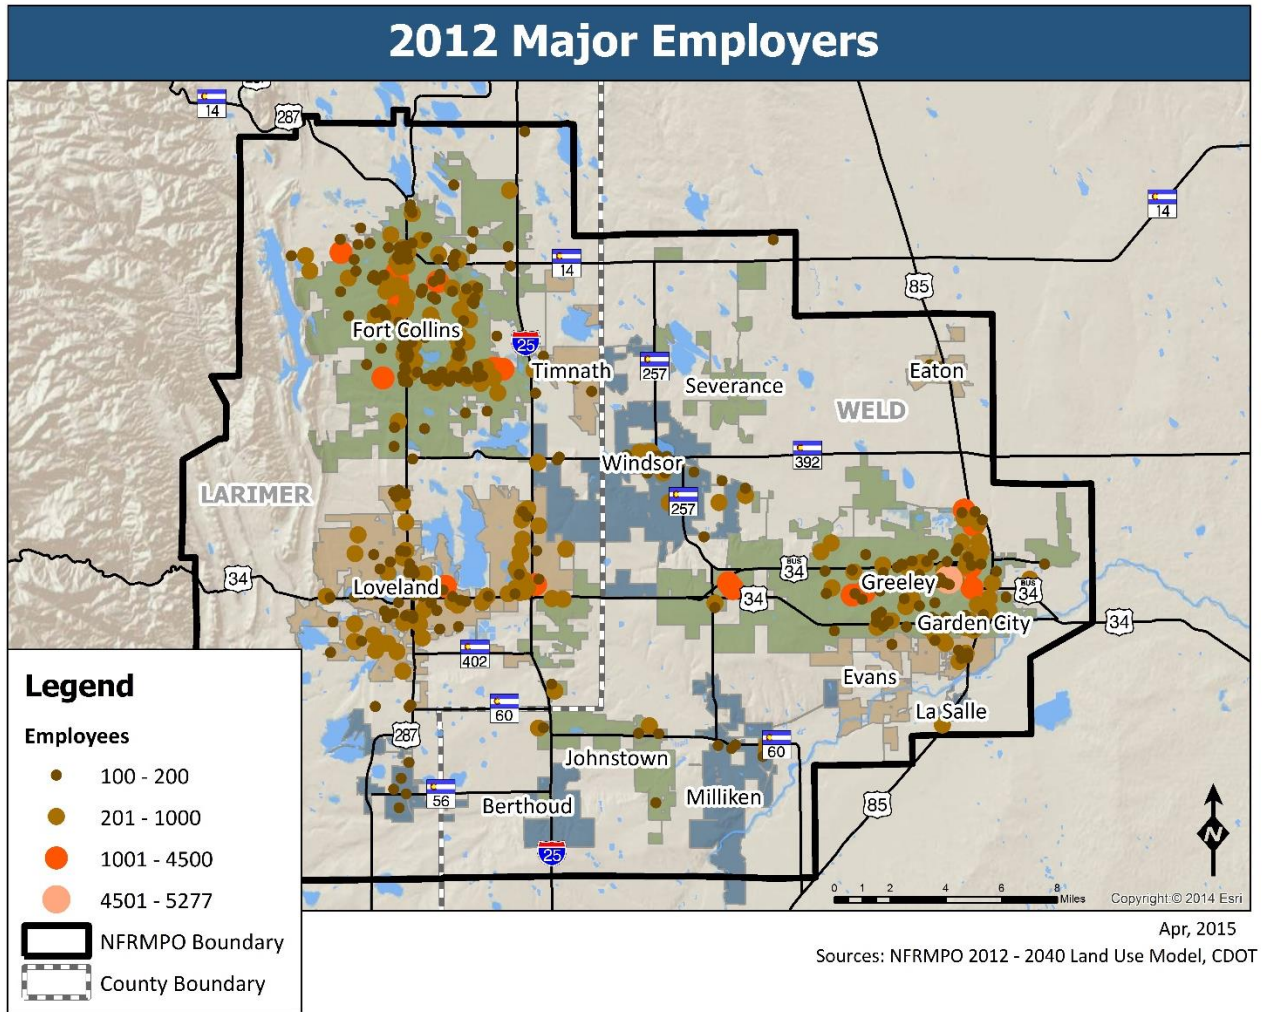 2012 Major Employers
14
287
14
14
85
Fort Collins
25
Timnath
257
Severance
Eaton
WELD
392
Windsor
LARIMER
257
34
Loveland
BUS
34
Greeley
BUS
34
34
Garden City
34
402
Evans
60
La Salle
287
60
Johnstown
56
Berthoud
Milliken
85
25
Legend
Employees
100 - 200
201 - 1000
1001 - 4500
4501 - 5277
NFRMPO Boundary
County Boundary
N
0 1 2 4 6 8
Miles
Copyright:© 2014 Esri
Apr, 2015
Sources: NFRMPO 2012 - 2040 Land Use Model, CDOT